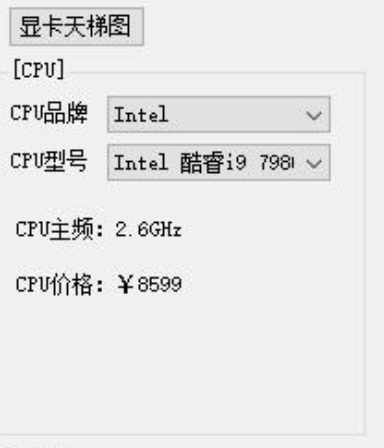 显卡天梯图
[CPU]
CPU品牌 Intel
CPU型号 Intel 酷睿i9 798
CPU主频：2.6GHz
CPU价格：￥8599